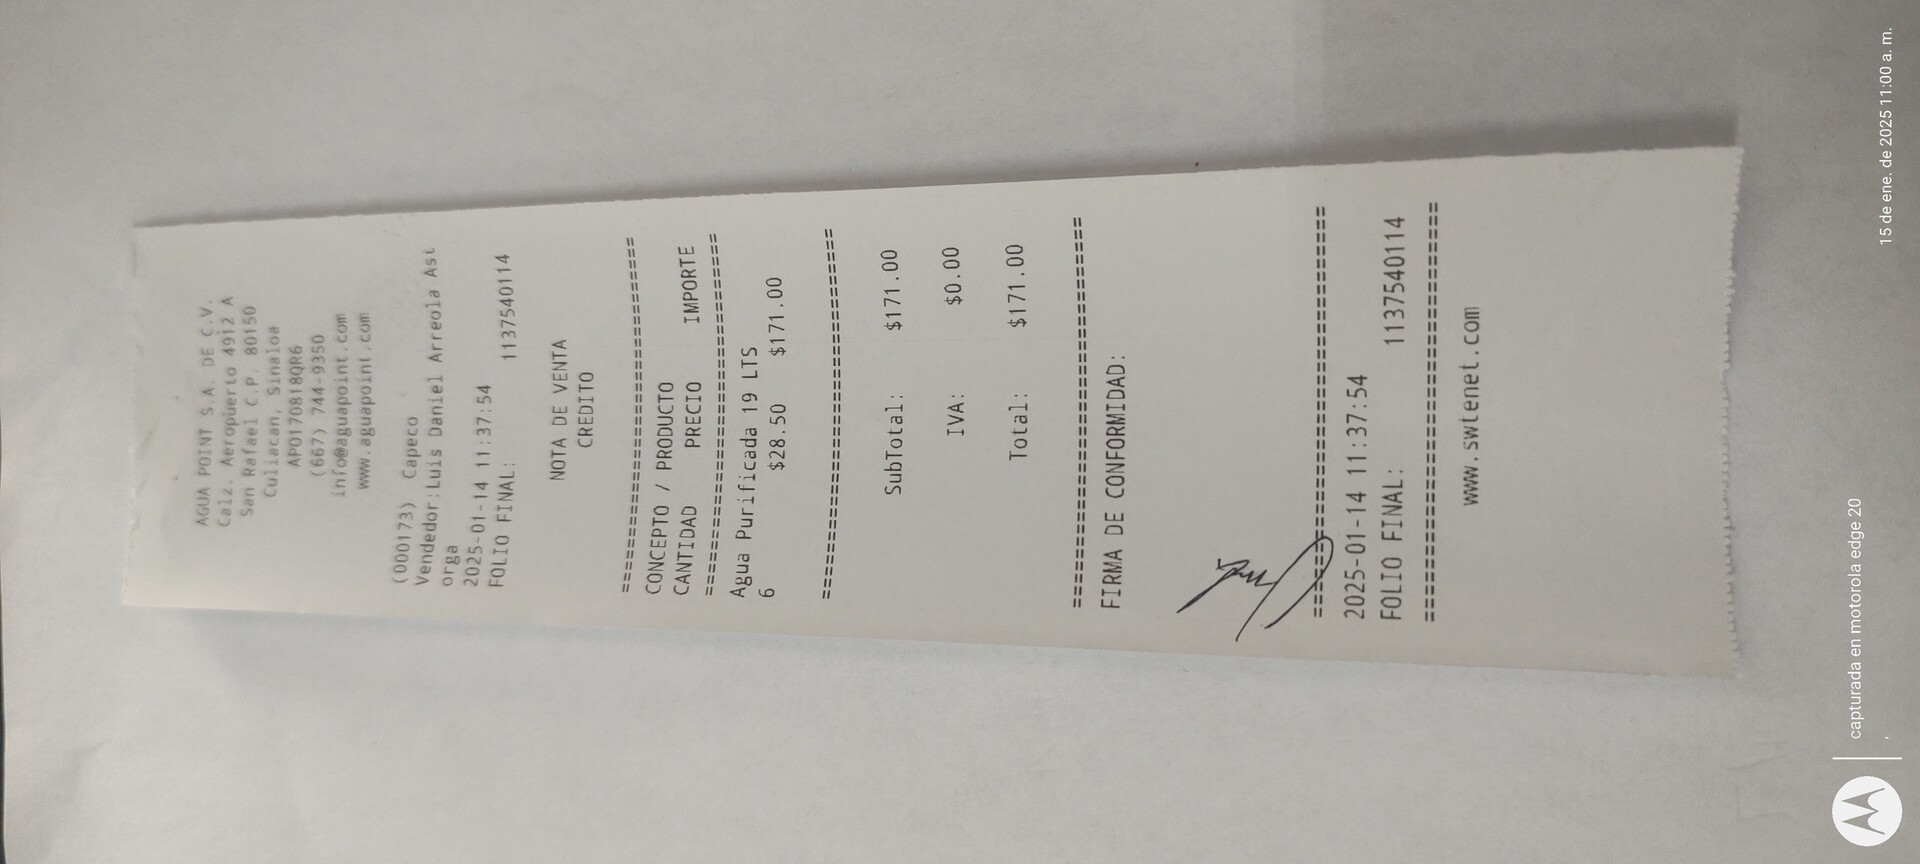 AGUA POINT S.A. DE C.V.
Calz. Aeropuerto 4912 A
San Rafael C.P. 80150
Culiacan, Sinaloa
APO170818QR6
(667) 744-9350
info@aguapoint.com
www.aguapoint.com
(000173) Capeco
Vendedor:Luis Daniel Arreola Ast
orga
2025-01-14 11:37:54
FOLIO FINAL: 1137540114
NOTA DE VENTA
CREDITO
==================================
CONCEPTO / PRODUCTO
CANTIDAD PRECIO IMPORTE
==================================
Agua Purificada 19 LTS
6 $28.50 $171.00
==================================
SubTotal: $171.00
IVA: $0.00
Total: $171.00
==================================
FIRMA DE CONFORMIDAD:
==================================
2025-01-14 11:37:54
FOLIO FINAL: 1137540114
==================================
www.swtenet.com
capturada en motorola edge 20
15 de ene. de 2025 11:00 a. m.